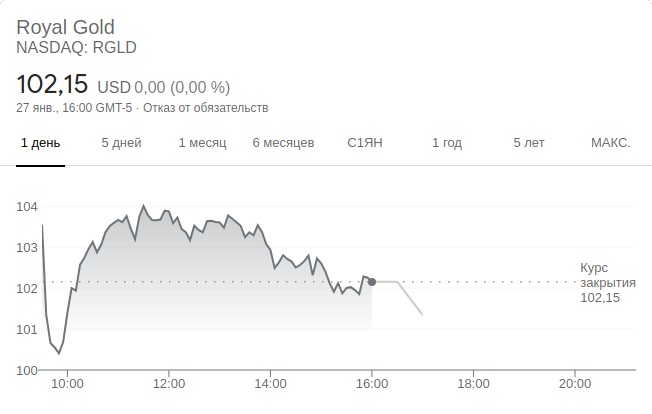 Royal Gold
NASDAQ: RGLD
102,15 USD 0,00 (0,00 %)
27 янв., 16:00 GMT-5 · Отказ от обязательств
1 день 5 дней 1 месяц 6 месяцев С1ЯН 1 год 5 лет МАКС.
104
103
Курс
закрытия
102
102,15
101
100
10:00 12:00 14:00 16:00 18:00 20:00